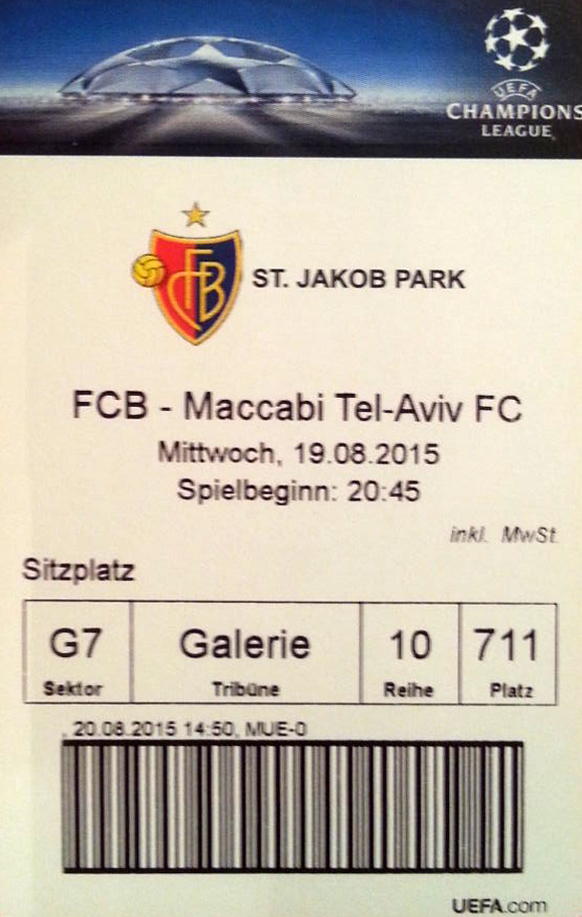 UEFA
CHAMPIONS
LEAGUE
FCB
ST. JAKOB PARK
FCB - Maccabi Tel-Aviv FC
Mittwoch, 19.08.2015
Spielbeginn: 20:45
inkl. MwSt.
Sitzplatz
G7 Galerie 10 711
Sektor Tribüne Reihe Platz
, 20.08.2015 14:50, MUE-0
UEFA.com